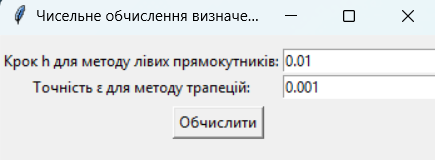 Чисельне обчислення визначе...
Крок h для методу лівих прямокутників: 0.01
Точність ε для методу трапецій: 0.001
Обчислити